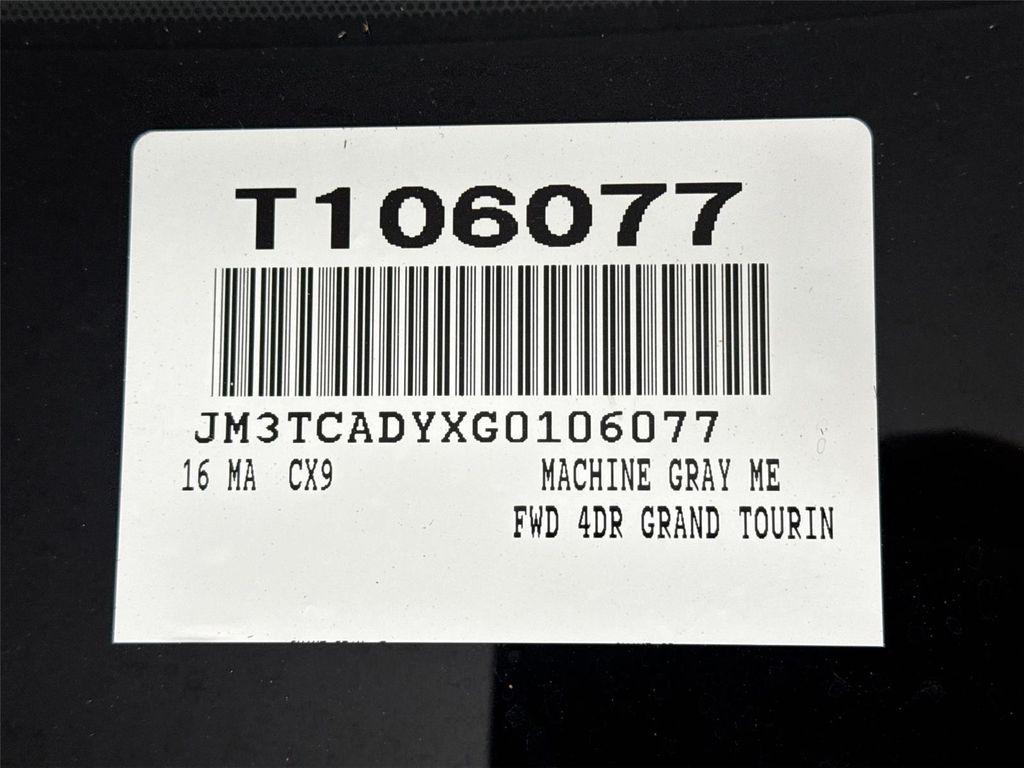 T106077
JM3TCADYXG0106077
16 MA CX9 MACHINE GRAY ME
FWD 4DR GRAND TOURIN